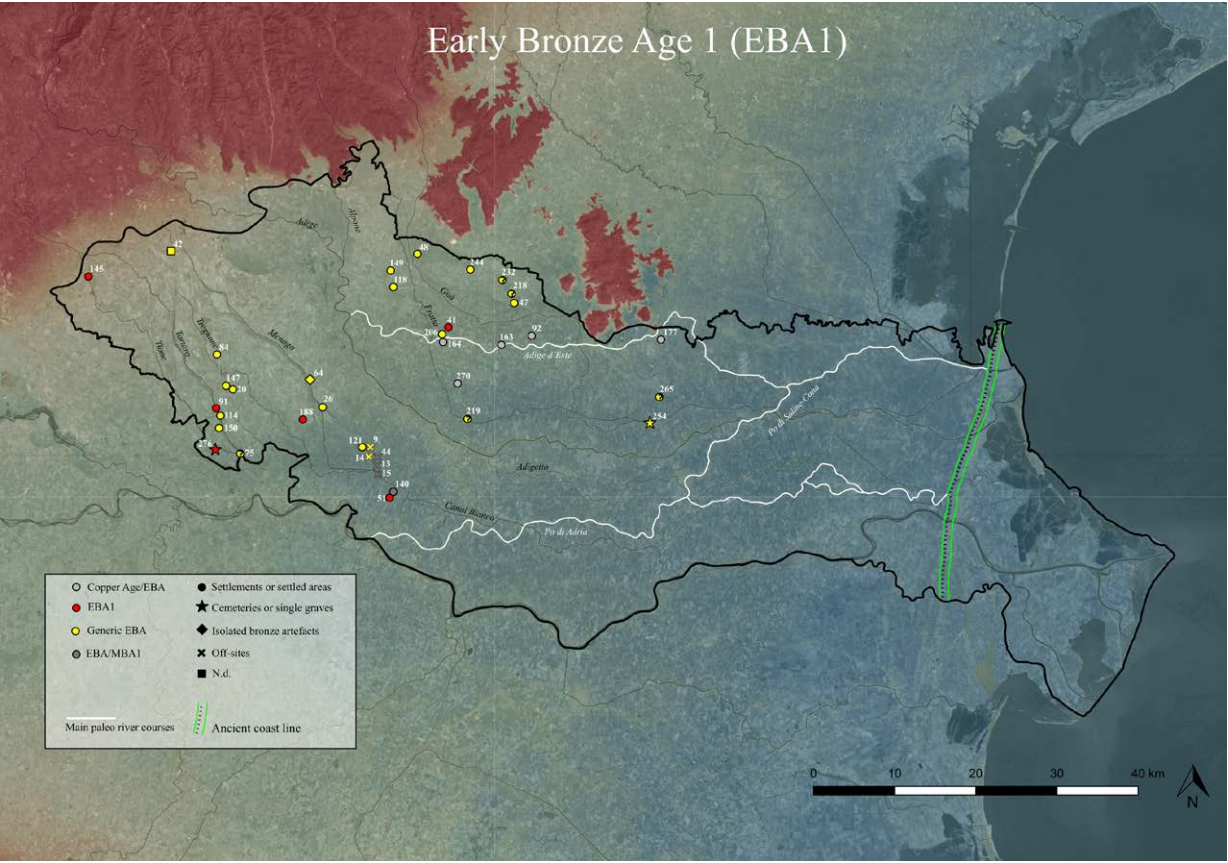 Early Bronze Age 1 (EBA1)
42
145
Adige
Alpone
48
149
118
244
232
218
47
Guà
Fratta
41
200
164
163
92
177
Adige d'Este
Menago
Tregnone
Tartaro
Tione
84
147
20
91
114
150
276
75
64
26
188
270
219
265
254
Po di Saline-Cona
121
9
14
44
13
15
140
51
Adigetto
Canal Bianco
Po di Adria
Copper Age/EBA
EBA1
Generic EBA
EBA/MBA1
Settlements or settled areas
Cemeteries or single graves
Isolated bronze artefacts
Off-sites
N.d.
Main paleo river courses
Ancient coast line
0 10 20 30 40 km
N